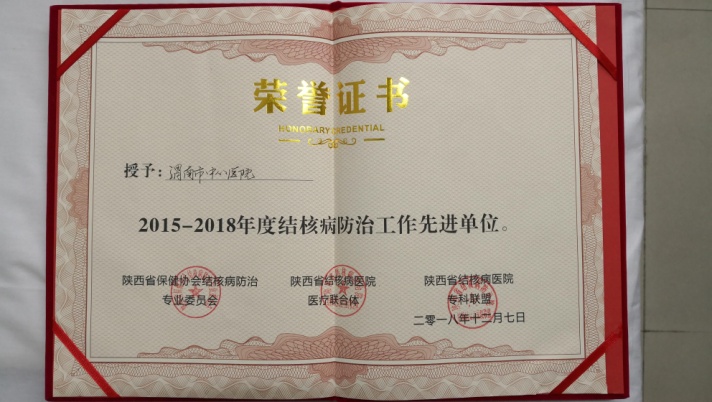 荣誉证书
HONORARY CREDENTIAL
授予：渭南市中心医院
2015-2018年度结核病防治工作先进单位。
陕西省保健协会结核病防治
专业委员会
陕西省结核病医院
医疗联合体
陕西省结核病医院
专科联盟
二零一八年十二月七日